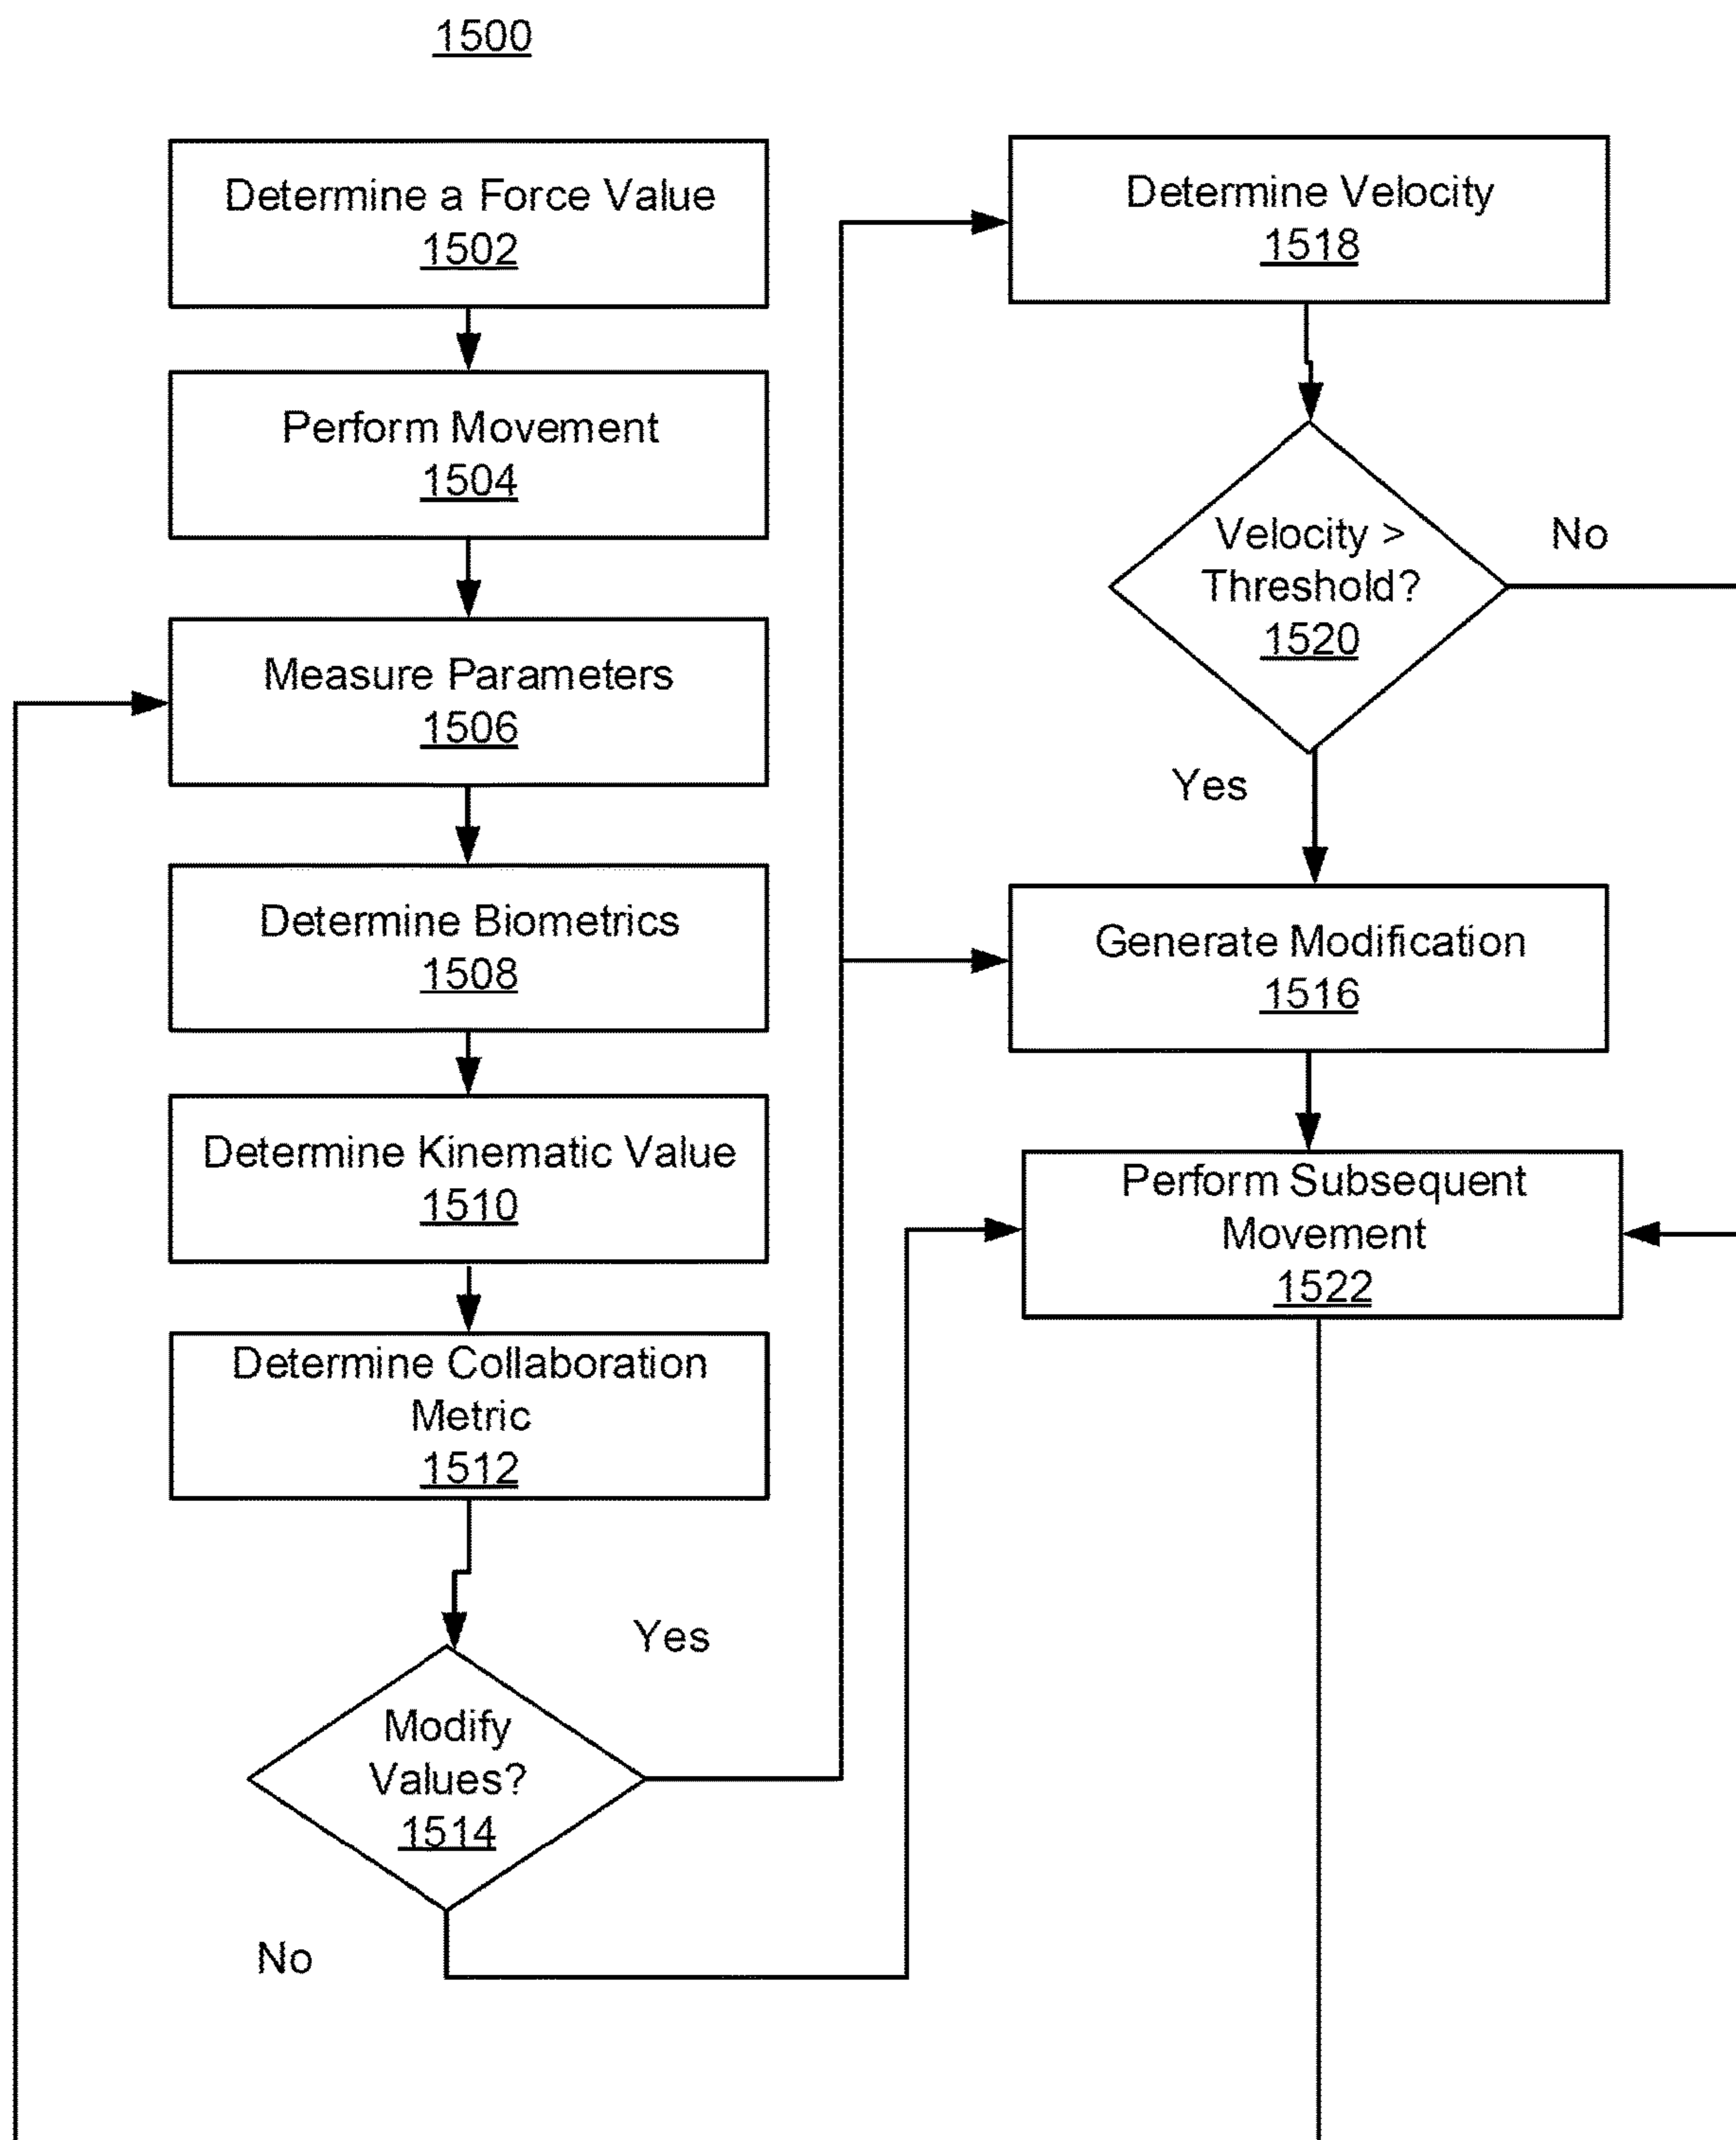 1500
Determine a Force Value
1502
Perform Movement
1504
Measure Parameters
1506
Determine Biometrics
1508
Determine Kinematic Value
1510
Determine Collaboration
Metric
1512
Yes
Modify
Values?
1514
No
Determine Velocity
1518
Velocity >
Threshold?
1520
No
Yes
Generate Modification
1516
Perform Subsequent
Movement
1522